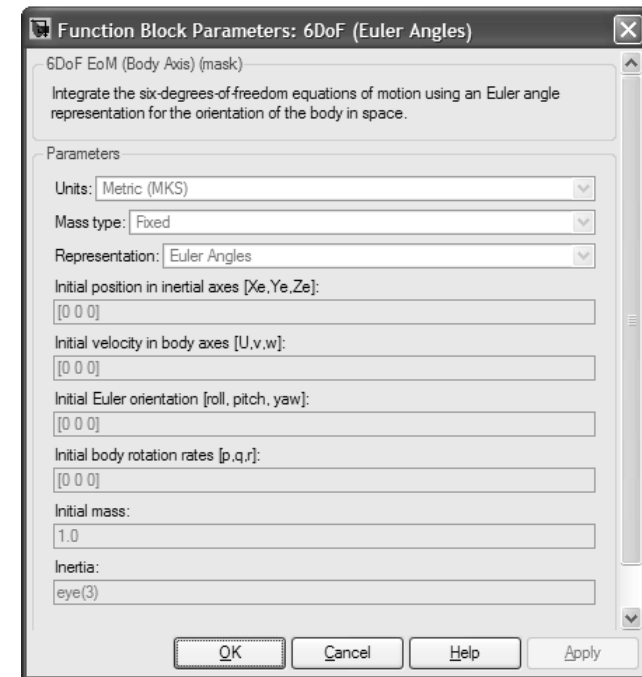 Function Block Parameters: 6DoF (Euler Angles)
6DoF EoM (Body Axis) (mask)
Integrate the six-degrees-of-freedom equations of motion using an Euler angle
representation for the orientation of the body in space.
Parameters
Units: Metric (MKS)
Mass type: Fixed
Representation: Euler Angles
Initial position in inertial axes [Xe,Ye,Ze]:
[0 0 0]
Initial velocity in body axes [U,v,w]:
[0 0 0]
Initial Euler orientation [roll, pitch, yaw]:
[0 0 0]
Initial body rotation rates [p,q,r]:
[0 0 0]
Initial mass:
1.0
Inertia:
eye(3)
OK Cancel Help Apply